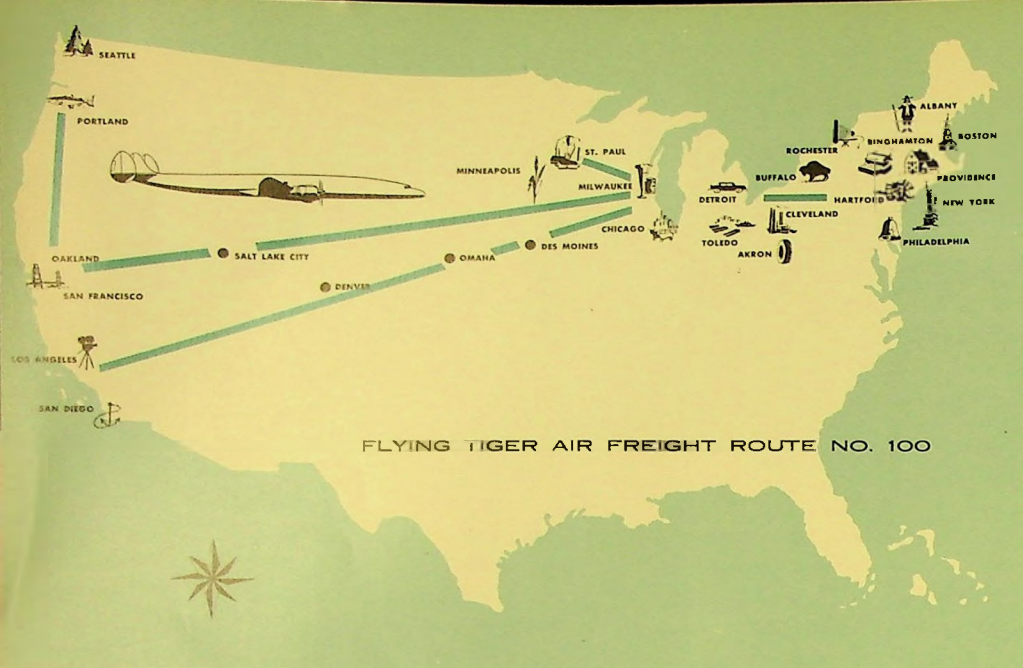 SEATTLE
PORTLAND
ALBANY
BOSTON
BINGHAMTON
ROCHESTER
ST. PAUL
MINNEAPOLIS
MILWAUKEE
BUFFALO
PROVIDENCE
DETROIT
HARTFORD
NEW YORK
CLEVELAND
CHICAGO
TOLEDO
PHILADELPHIA
AKRON
DES MOINES
OAKLAND
SALT LAKE CITY
OMAHA
DENVER
SAN FRANCISCO
LOS ANGELES
SAN DIEGO
FLYING TIGER AIR FREIGHT ROUTE NO. 100